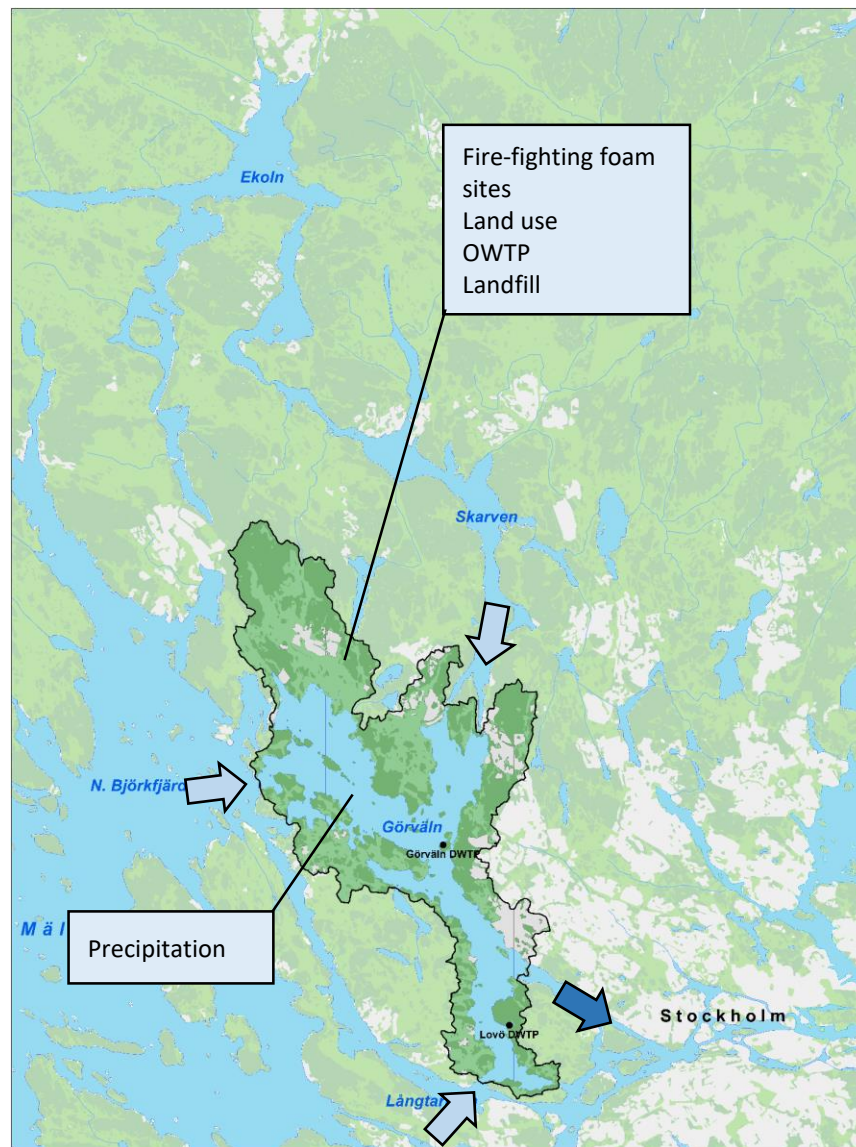 Ekoln
Fire-fighting foam
sites
Land use
OWTP
Landfill
Skarven
N. Björkfjärd
Görväln
Görväln DWTP
Mäl
Precipitation
Stockholm
Lovö DWTP
Långtar